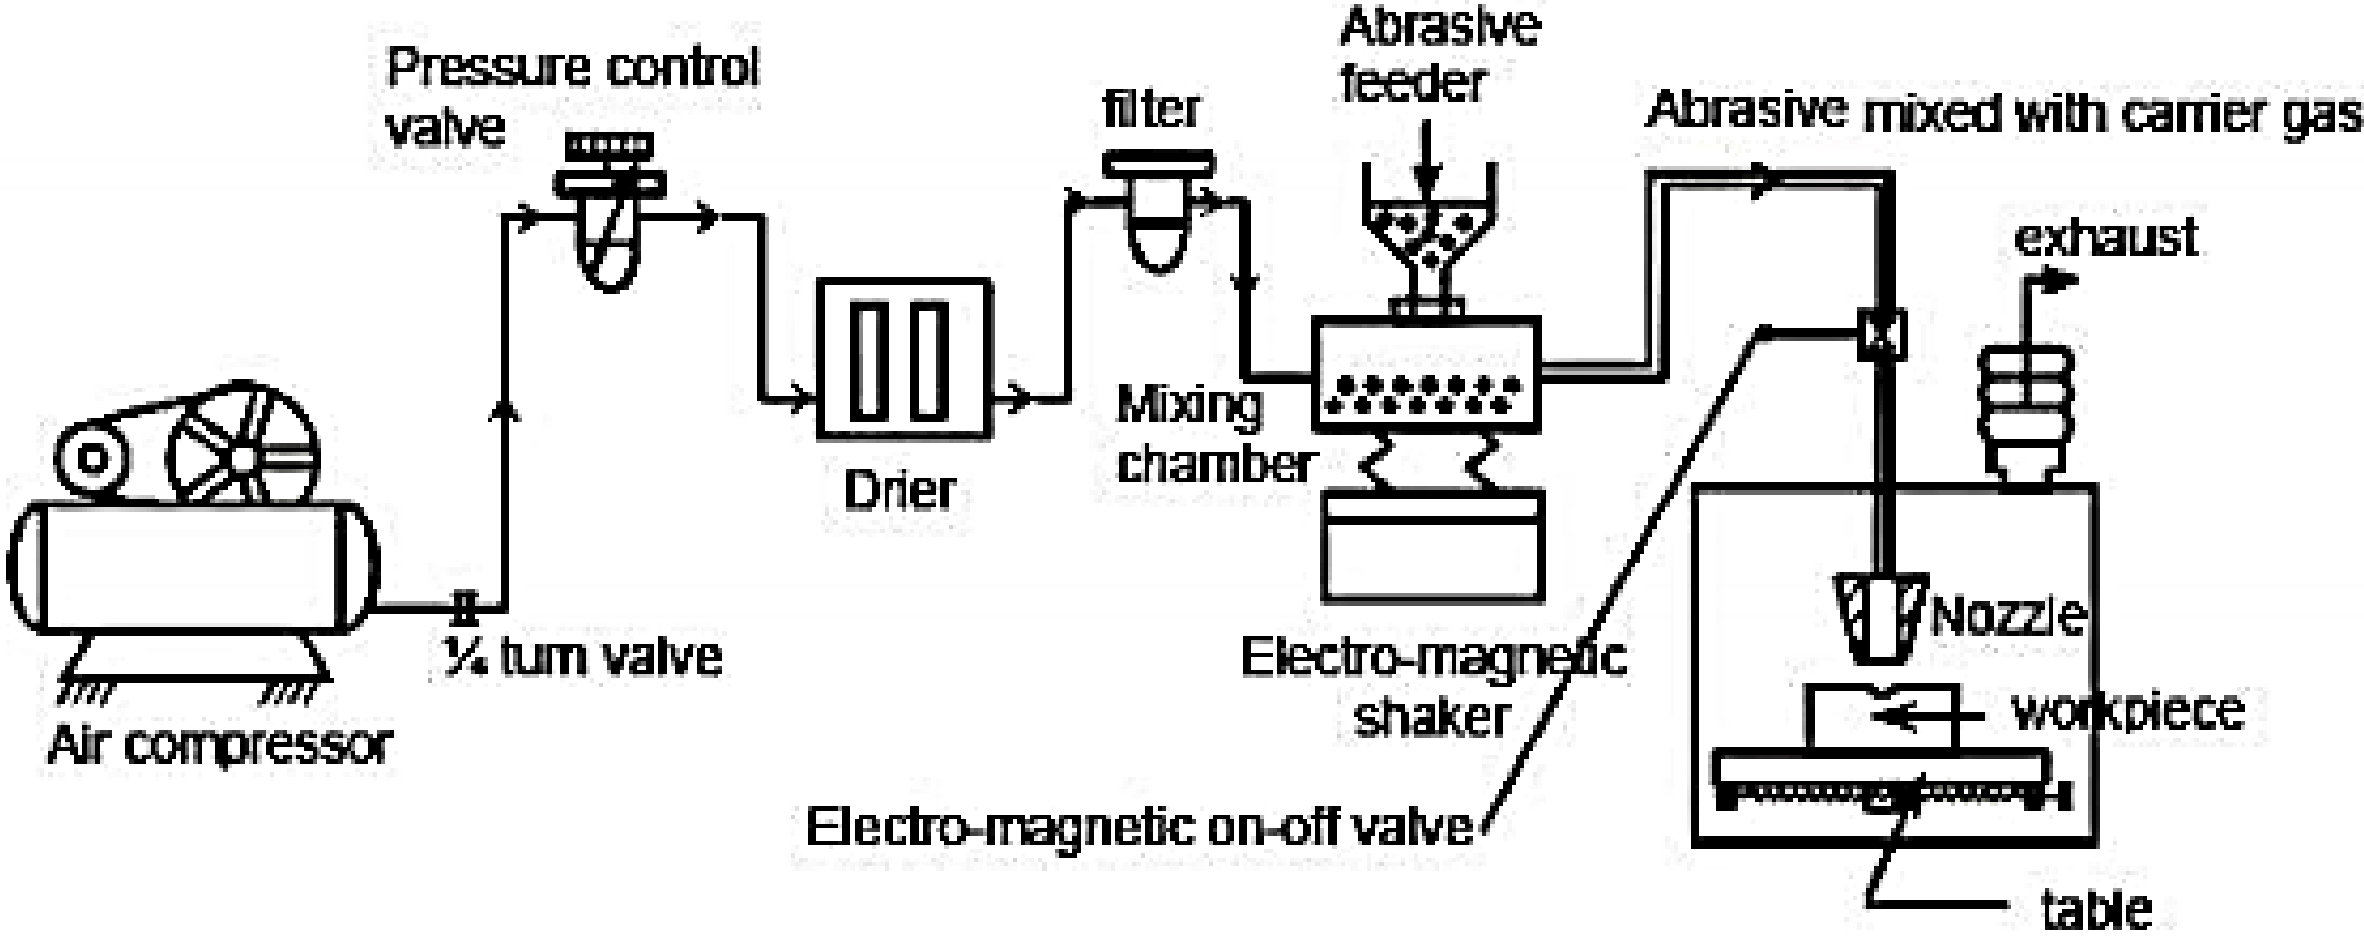 Pressure control
valve
filter
Abrasive
feeder
Abrasive mixed with carrier gas
exhaust
Drier
Mixing
chamber
Nozzle
¼ turn valve
Electro-magnetic
shaker
workpiece
Air compressor
Electro-magnetic on-off valve
table